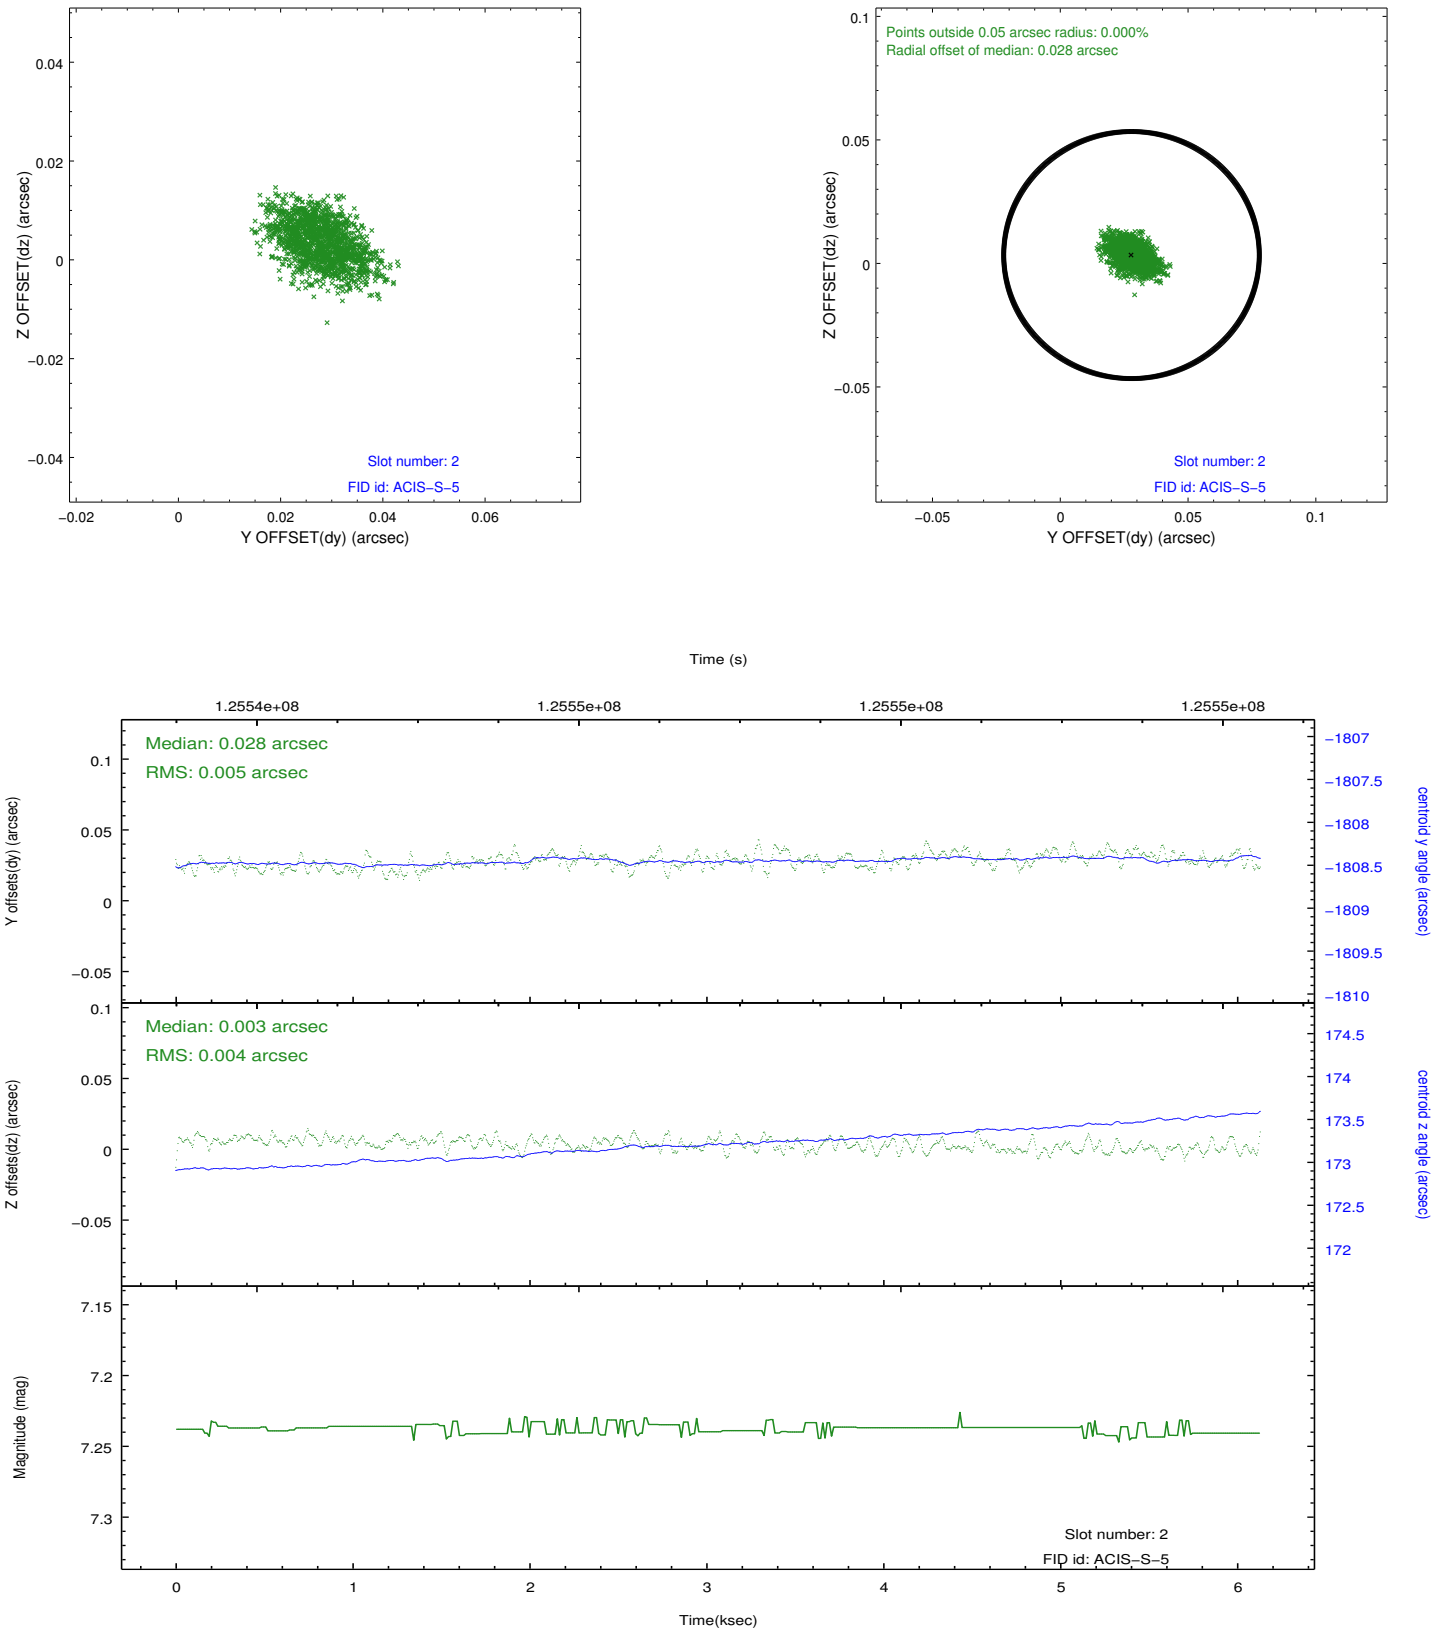 0.04
0.02
0
−0.02
−0.04
Z OFFSET(dz) (arcsec)
Slot number: 2
FID id: ACIS−S−5
−0.02 0 0.02 0.04 0.06
Y OFFSET(dy) (arcsec)
Points outside 0.05 arcsec radius: 0.000%
Radial offset of median: 0.028 arcsec
0.1
0.05
0
−0.05
Z OFFSET(dz) (arcsec)
Slot number: 2
FID id: ACIS−S−5
−0.05 0 0.05 0.1
Y OFFSET(dy) (arcsec)
Time (s)
1.2554e+08 1.2555e+08 1.2555e+08 1.2555e+08
Median: 0.028 arcsec
RMS: 0.005 arcsec
0.1
0.05
0
−0.05
Y offsets(dy) (arcsec)
−1807
−1807.5
−1808
−1808.5
−1809
−1809.5
−1810
centroid y angle (arcsec)
Median: 0.003 arcsec
RMS: 0.004 arcsec
0.1
0.05
0
−0.05
Z offsets(dz) (arcsec)
174.5
174
173.5
173
172.5
172
centroid z angle (arcsec)
7.15
7.2
7.25
7.3
Magnitude (mag)
Slot number: 2
FID id: ACIS−S−5
0 1 2 3 4 5 6
Time(ksec)